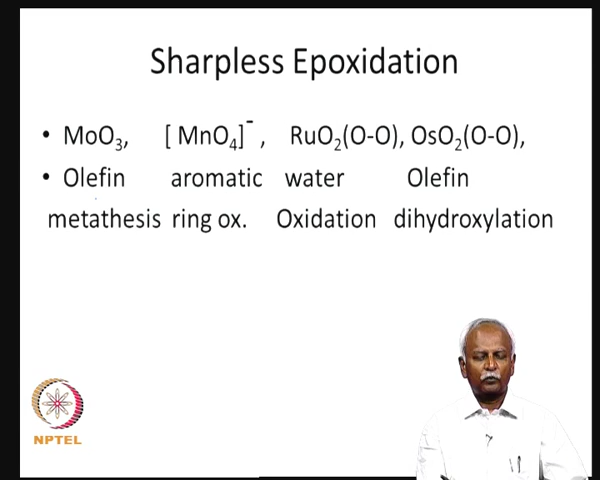 Sharpless Epoxidation
• MoO₃, [ MnO₄]⁻ , RuO₂(O-O), OsO₂(O-O),
• Olefin aromatic water Olefin
metathesis ring ox. Oxidation dihydroxylation
NPTEL